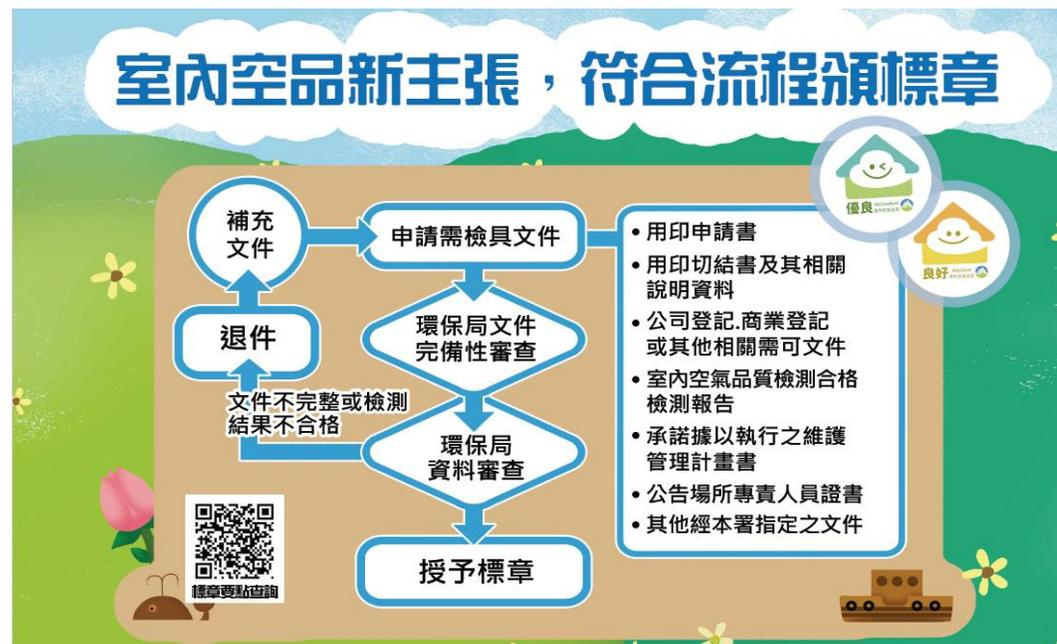 室內空品新主張，符合流程頒標章
優良
良好
補充
文件
申請需檢具文件
退件
環保局文件
完備性審查
文件不完整或檢測
結果不合格
環保局
資料審查
授予標章
• 用印申請書
• 用印切結書及其相關
說明資料
• 公司登記.商業登記
或其他相關需可文件
• 室內空氣品質檢測合格
檢測報告
• 承諾據以執行之維護
管理計畫書
• 公告場所專責人員證書
• 其他經本署指定之文件
標章要點查詢